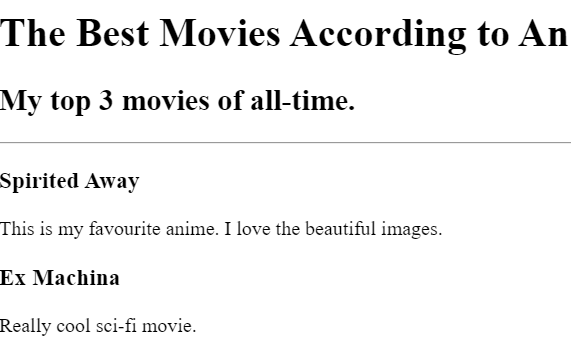 The Best Movies According to An
My top 3 movies of all-time.
Spirited Away
This is my favourite anime. I love the beautiful images.
Ex Machina
Really cool sci-fi movie.